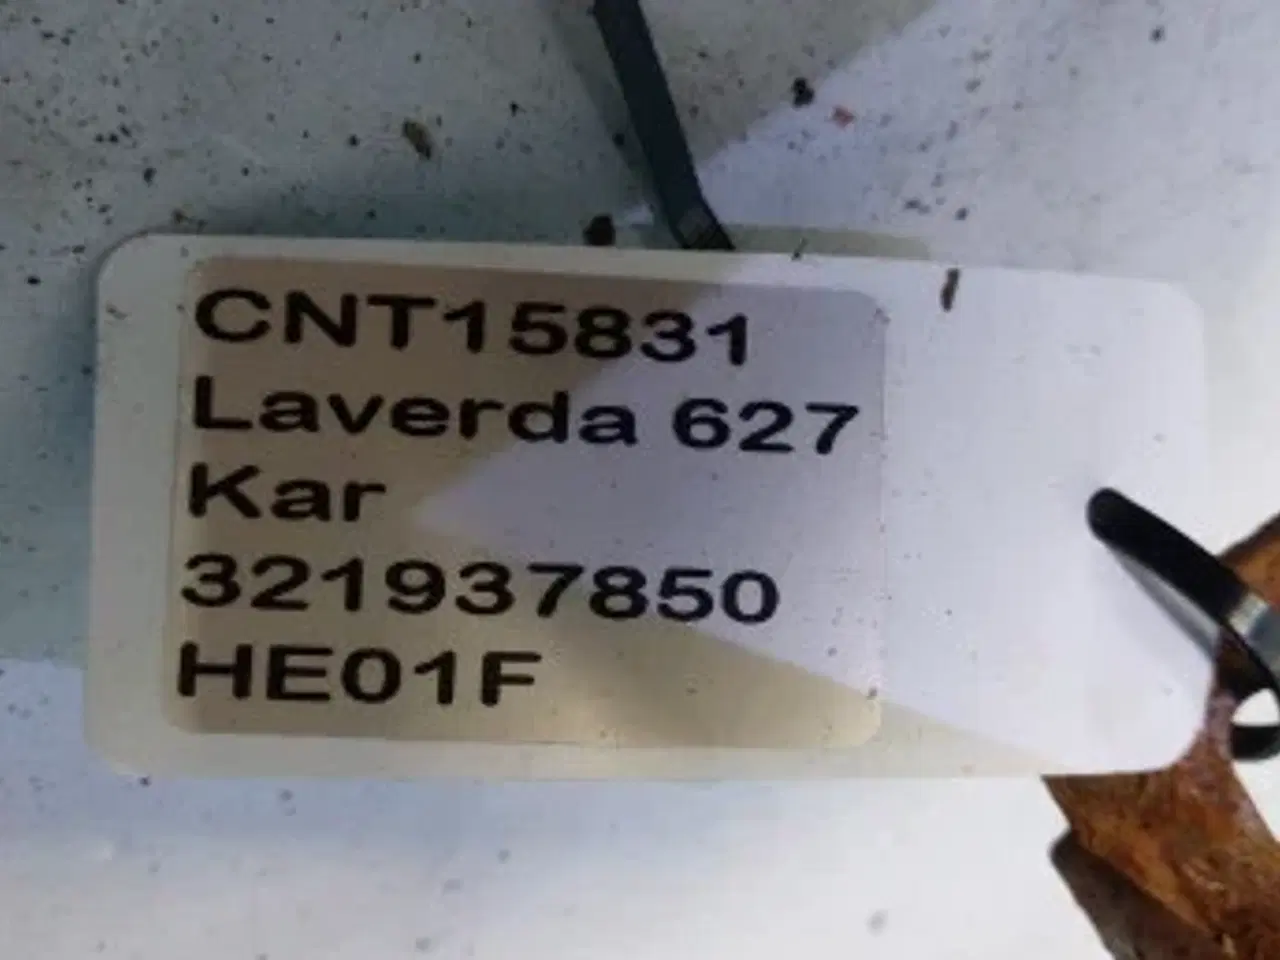 CNT15831
Laverda 627
Kar
321937850
HE01F